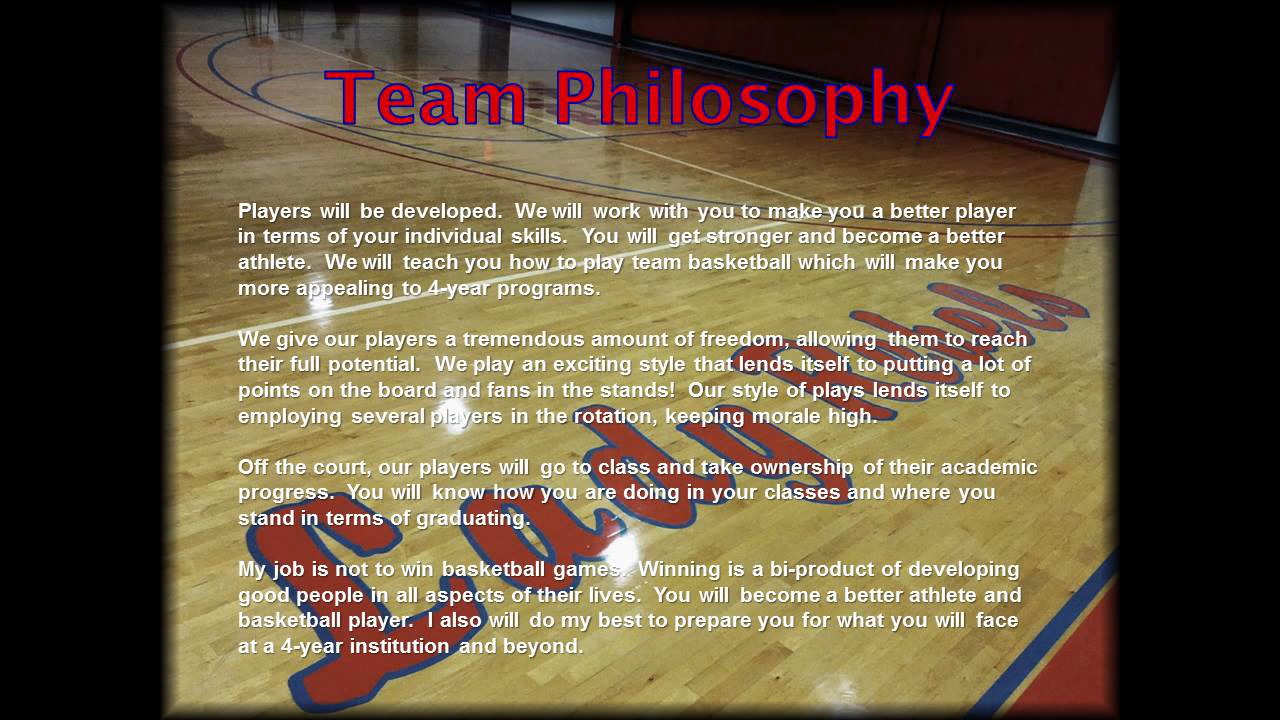 Team Philosophy
Players will be developed. We will work with you to make you a better player
in terms of your individual skills. You will get stronger and become a better
athlete. We will teach you how to play team basketball which will make you
more appealing to 4-year programs.
We give our players a tremendous amount of freedom, allowing them to reach
their full potential. We play an exciting style that lends itself to putting a lot of
points on the board and fans in the stands! Our style of plays lends itself to
employing several players in the rotation, keeping morale high.
Off the court, our players will go to class and take ownership of their academic
progress. You will know how you are doing in your classes and where you
stand in terms of graduating.
My job is not to win basketball games. Winning is a bi-product of developing
good people in all aspects of their lives. You will become a better athlete and
basketball player. I also will do my best to prepare you for what you will face
at a 4-year institution and beyond.
Lady Rebels